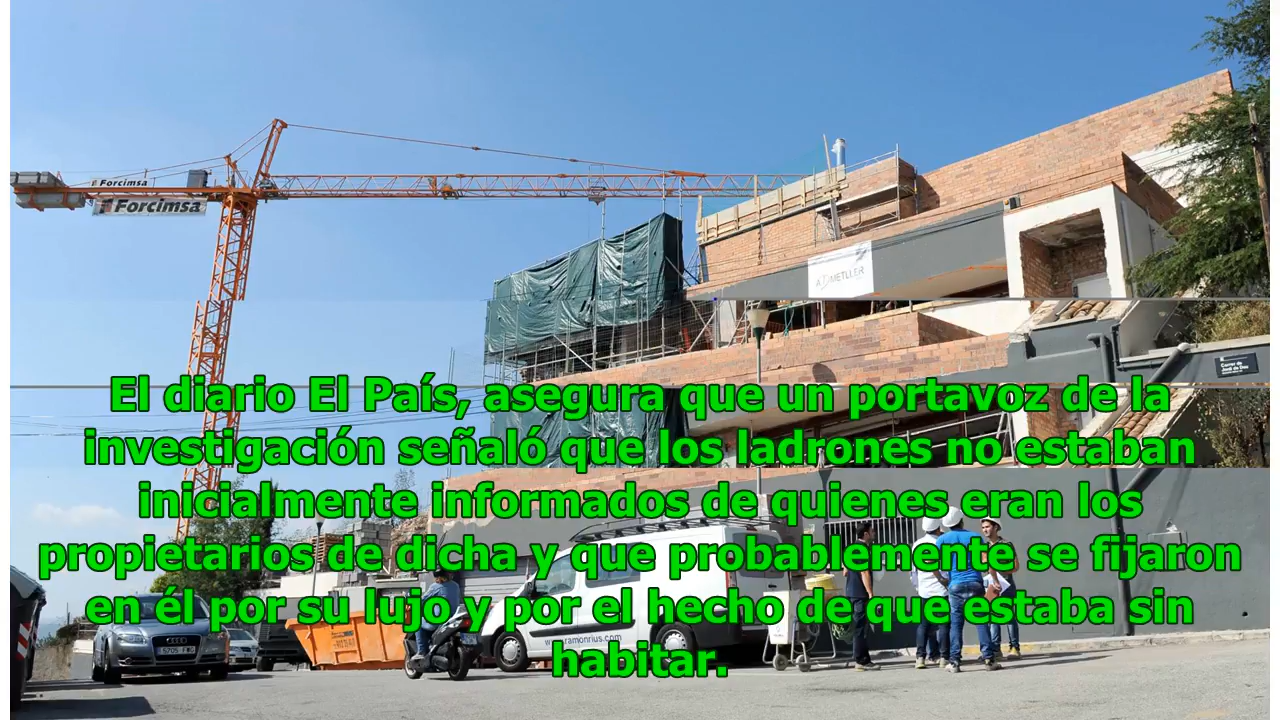 Forcimsa
Forcimsa
ADMETLLER
El diario El País, asegura que un portavoz de la
investigación señaló que los ladrones no estaban
inicialmente informados de quienes eran los
propietarios de dicha y que probablemente se fijaron
en él por su lujo y por el hecho de que estaba sin
habitar.